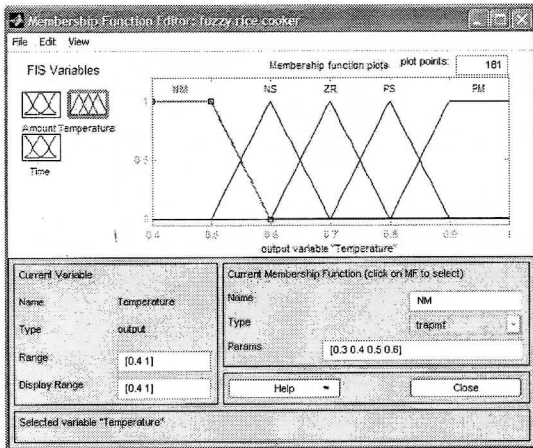 Membership Function Editor: fuzzy rice cooker
File Edit View
FIS Variables
Membership function plots plot points: 181
NM NS ZR PS PM
Amount Temperature
Time
1
0.5
0
0.4 0.5 0.6 0.7 0.8 0.9 1
output variable "Temperature"
Current Variable
Name Temperature
Type output
Range [0.4 1]
Display Range [0.4 1]
Current Membership Function (click on MF to select)
Name NM
Type trapmf
Params [0.3 0.4 0.5 0.6]
Help Close
Selected variable "Temperature"